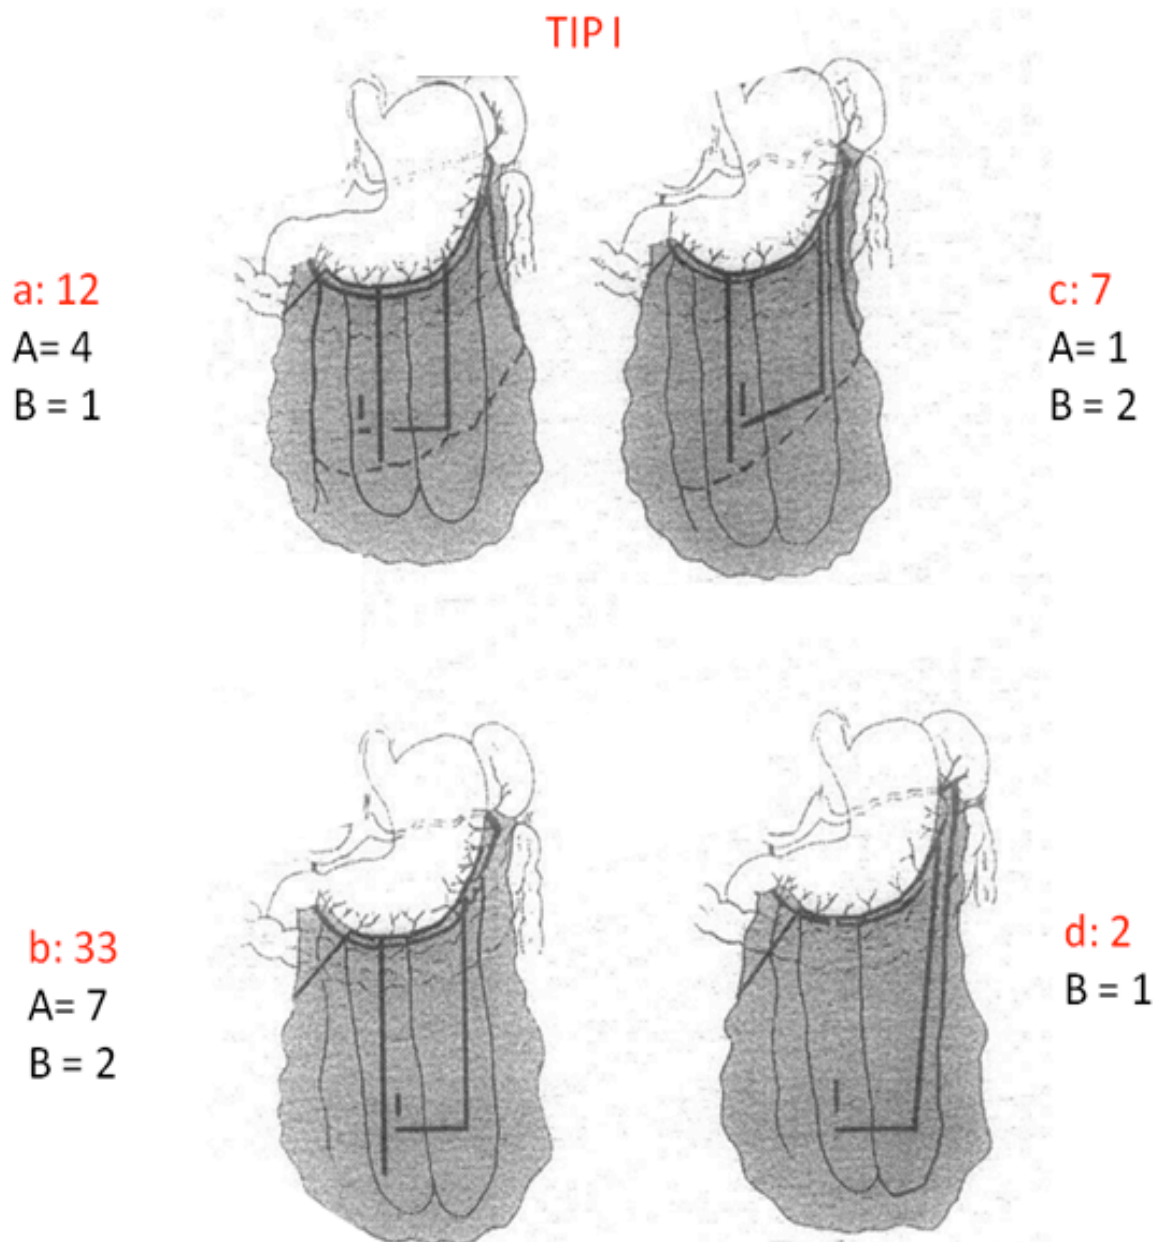 TIP I
a: 12
A= 4
B = 1
c: 7
A= 1
B = 2
b: 33
A= 7
B = 2
d: 2
B = 1